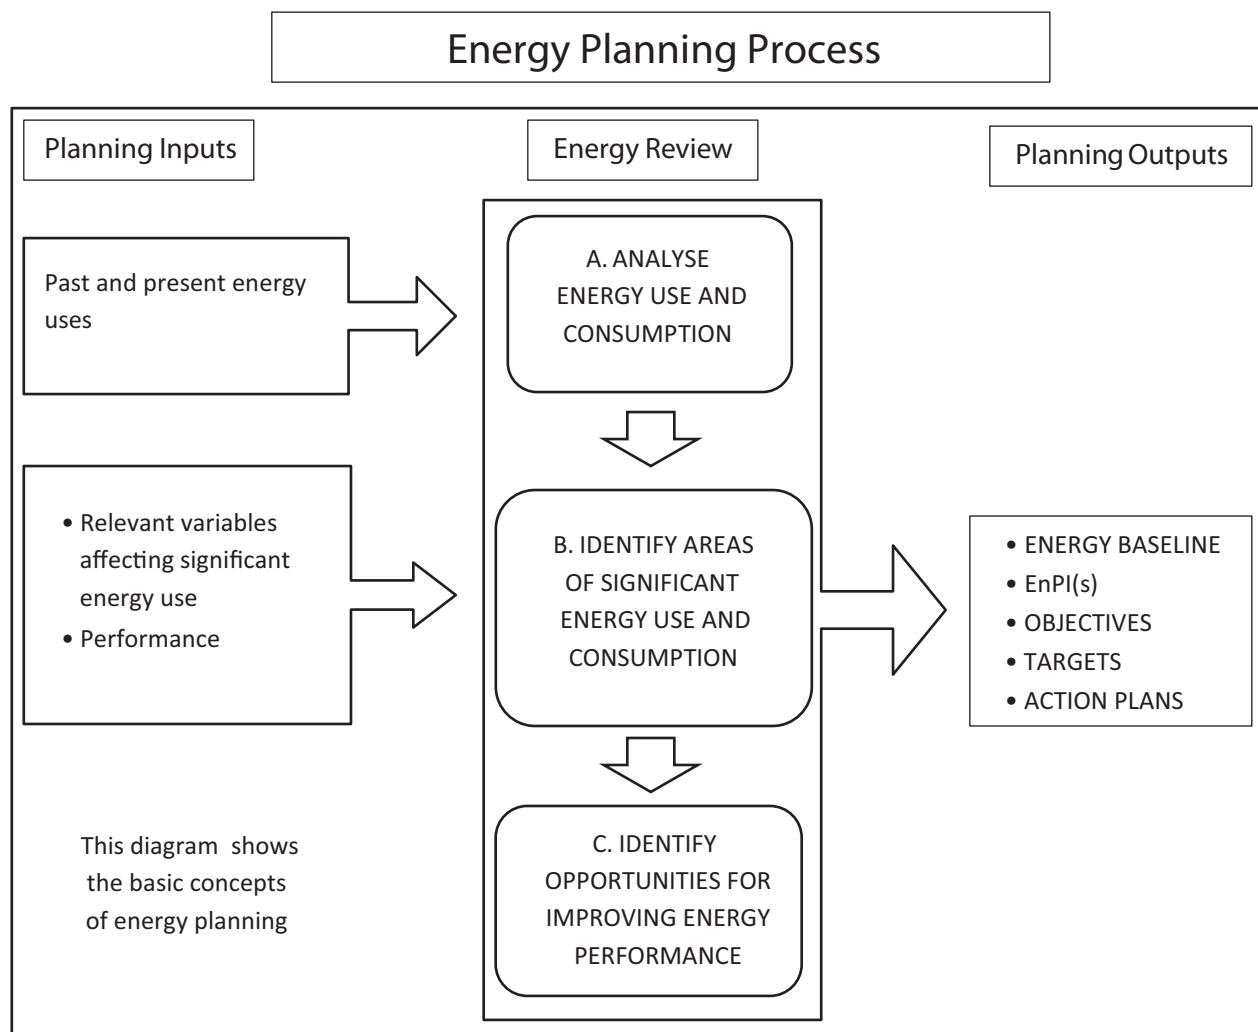 Energy Planning Process
Planning Inputs
Energy Review
Planning Outputs
Past and present energy
uses
A. ANALYSE
ENERGY USE AND
CONSUMPTION
• Relevant variables
affecting significant
energy use
• Performance
B. IDENTIFY AREAS
OF SIGNIFICANT
ENERGY USE AND
CONSUMPTION
• ENERGY BASELINE
• EnPI(s)
• OBJECTIVES
• TARGETS
• ACTION PLANS
This diagram shows
the basic concepts
of energy planning
C. IDENTIFY
OPPORTUNITIES FOR
IMPROVING ENERGY
PERFORMANCE